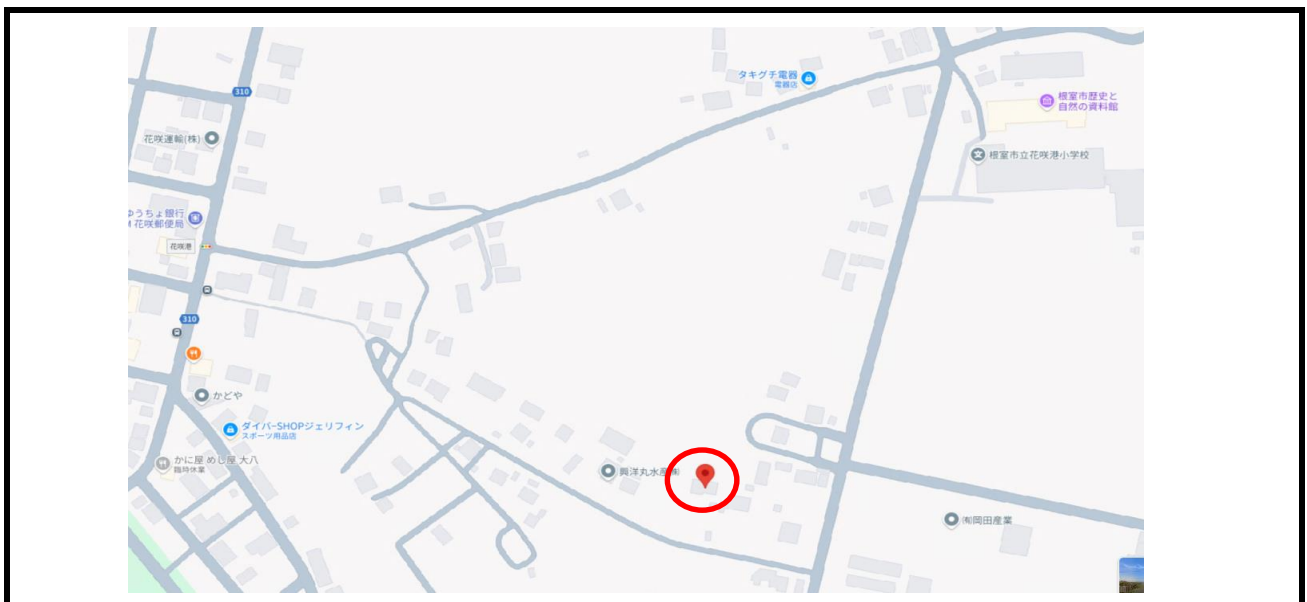 タキグチ電器
電器店
310
根室市歴史と
自然の資料館
花咲運輸(株)
根室市立花咲港小学校
ゆうちょ銀行
花咲郵便局
花咲港
310
かどや
ダイバーSHOPジェリフィン
スポーツ用品店
かに屋 めし屋 大八
臨時休業
興洋丸水産㈱
㈲岡田産業